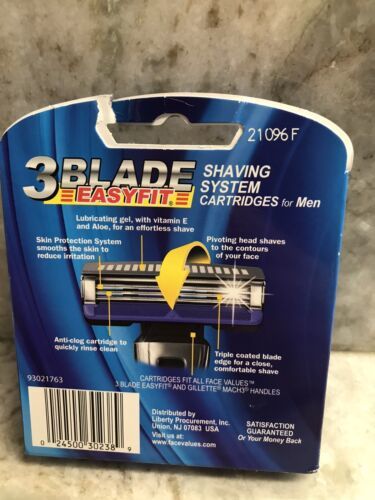 21096F
3 BLADE
EASYFIT®
SHAVING
SYSTEM
CARTRIDGES for Men
Lubricating gel, with vitamin E
and Aloe, for an effortless shave
Skin Protection System
smooths the skin to
reduce irritation
Pivoting head shaves
to the contours
of your face
Anti-clog cartridge to
quickly rinse clean
Triple coated blade
edge for a close,
comfortable shave
93021763
CARTRIDGES FIT ALL FACE VALUES™
3 BLADE EASYFIT® AND GILLETTE® MACH3® HANDLES
Distributed by
Liberty Procurement, Inc.
Union, NJ 07083 USA
Visit us at:
www.facevalues.com
SATISFACTION
GUARANTEED
Or Your Money Back
0 24500 30238 9